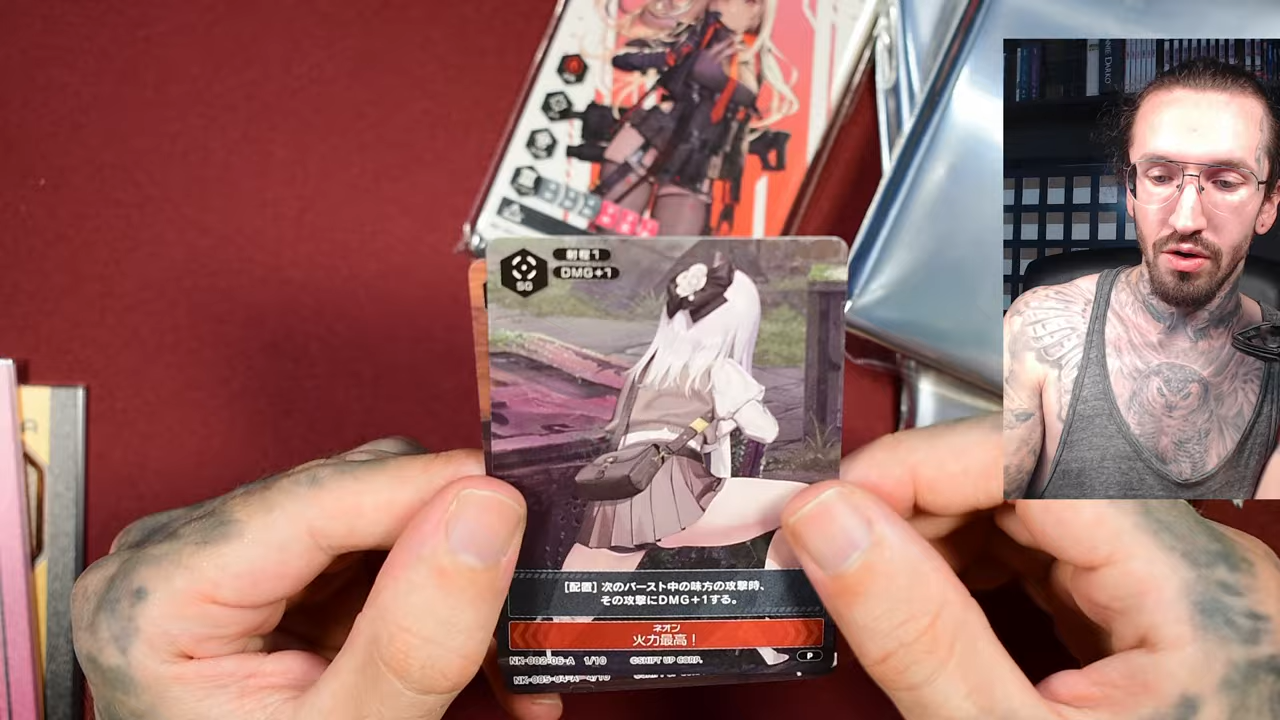 射程1
DMG+1
SG
[配置] 次のバースト中の味方の攻撃時、
その攻撃にDMG+1する。
ネオン
火力最高!
NK-002-06-A 1/10 ©SHIFT UP CORP. P